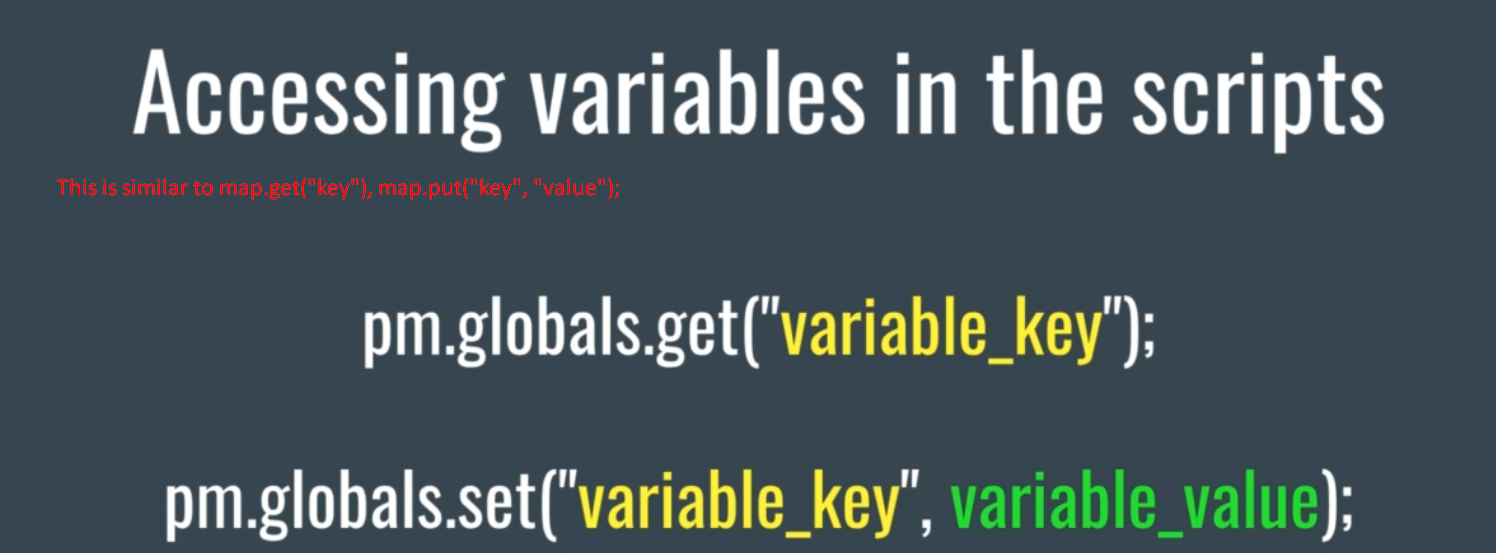 Accessing variables in the scripts
This is similar to map.get("key"), map.put("key", "value");
pm.globals.get("variable_key");
pm.globals.set("variable_key", variable_value);